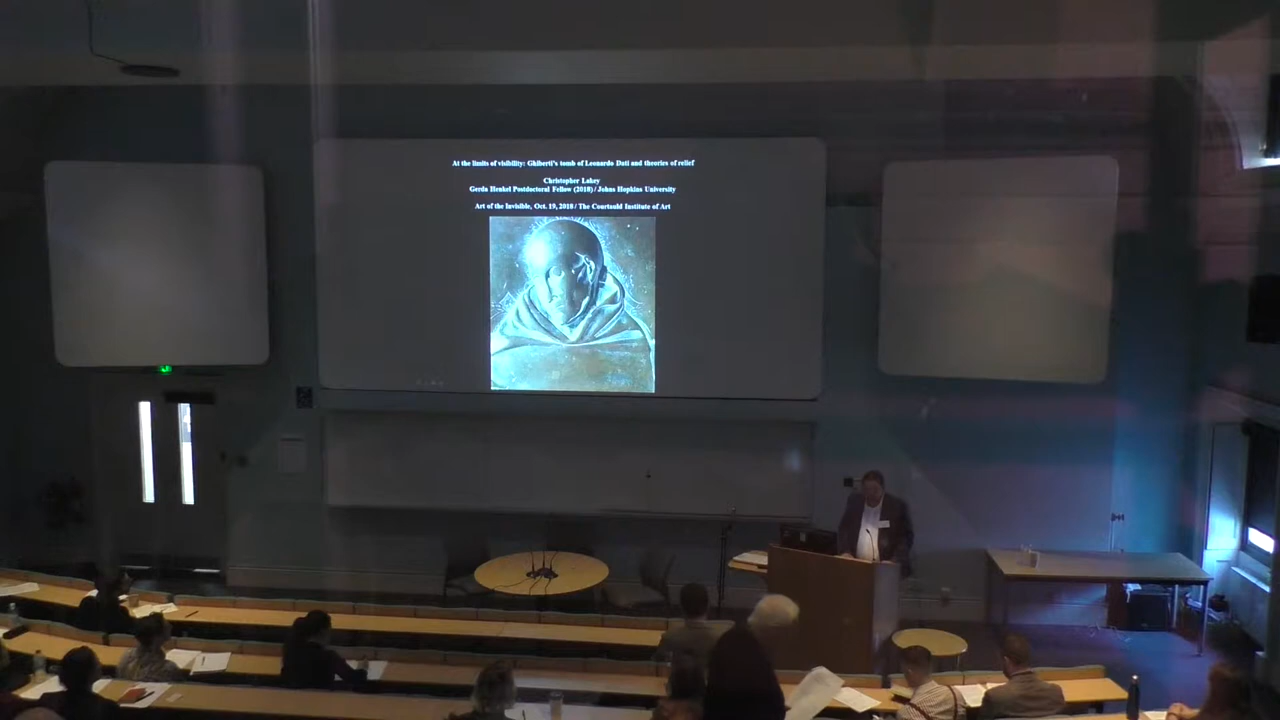 At the limits of visibility: Ghiberti's tomb of Leonardo Dati and theories of relief
Christopher Lakey
Gerda Henkel Postdoctoral Fellow (2018) / Johns Hopkins University
Art of the Invisible, Oct. 19, 2018 / The Courtauld Institute of Art